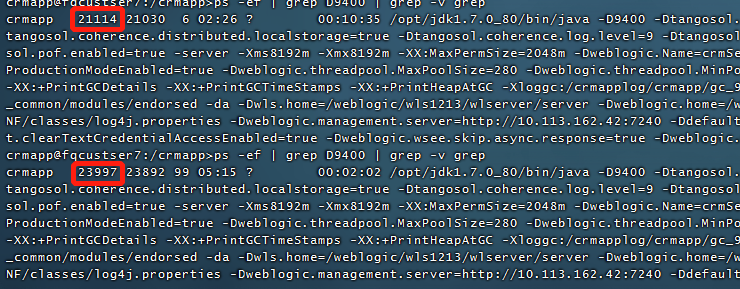 crmapp@fqcustser7:/crmapp>ps -ef | grep D9400 | grep -v grep
crmapp   21114 21030  6 02:26 ?        00:10:35 /opt/jdk1.7.0_80/bin/java -D9400 -Dtangosol.
tangosol.coherence.distributed.localstorage=true -Dtangosol.coherence.log.level=9 -Dtangosol
sol.pof.enabled=true -server -Xms8192m -Xmx8192m -XX:MaxPermSize=2048m -Dweblogic.Name=crmSe
ProductionModeEnabled=true -Dweblogic.threadpool.MaxPoolSize=280 -Dweblogic.threadpool.MinPo
-XX:+PrintGCDetails -XX:+PrintGCTimeStamps -XX:+PrintHeapAtGC -Xloggc:/crmapplog/crmapp/gc_9
_common/modules/endorsed -da -Dwls.home=/weblogic/wls1213/wlserver/server -Dweblogic.home=/w
NF/classes/log4j.properties -Dweblogic.management.server=http://10.113.162.42:7240 -Ddefault
t.clearTextCredentialAccessEnabled=true -Dweblogic.wsee.skip.async.response=true -Djava.endo
crmapp@fqcustser7:/crmapp>ps -ef | grep D9400 | grep -v grep
crmapp   23997 23892 99 05:15 ?        00:02:02 /opt/jdk1.7.0_80/bin/java -D9400 -Dtangosol.
tangosol.coherence.distributed.localstorage=true -Dtangosol.coherence.log.level=9 -Dtangosol
sol.pof.enabled=true -server -Xms8192m -Xmx8192m -XX:MaxPermSize=2048m -Dweblogic.Name=crmSe
ProductionModeEnabled=true -Dweblogic.threadpool.MaxPoolSize=280 -Dweblogic.threadpool.MinPo
-XX:+PrintGCDetails -XX:+PrintGCTimeStamps -XX:+PrintHeapAtGC -Xloggc:/crmapplog/crmapp/gc_9
_common/modules/endorsed -da -Dwls.home=/weblogic/wls1213/wlserver/server -Dweblogic.home=/w
NF/classes/log4j.properties -Dweblogic.management.server=http://10.113.162.42:7240 -Ddefault